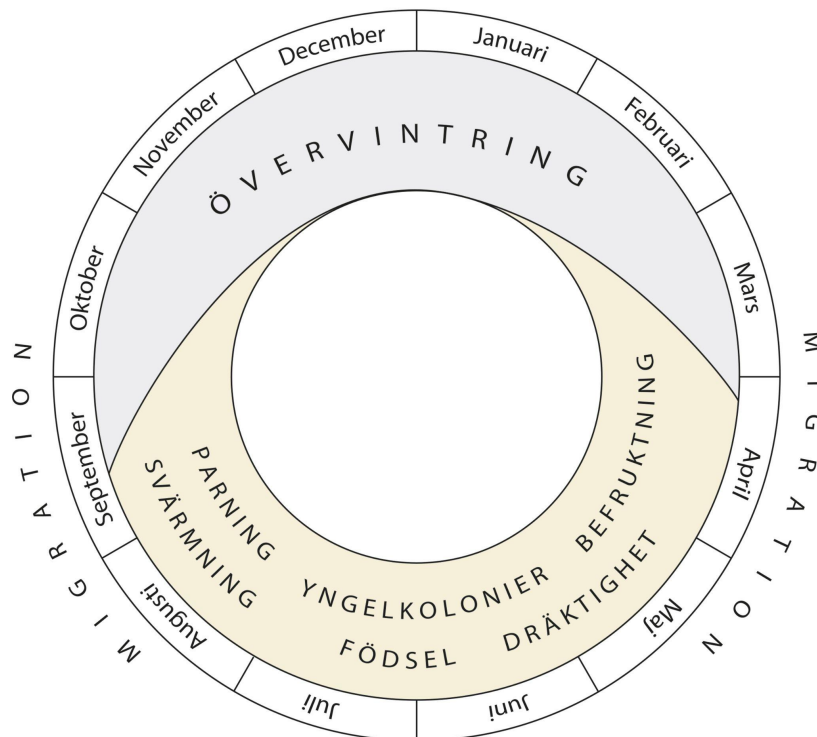 Januari
Februari
Mars
April
Maj
Juni
Juli
Augusti
September
Oktober
November
December
ÖVERVINTRING
MIGRATION
MIGRATION
BEFRUKTNING
DRÄKTIGHET
YNGELKOLONIER
FÖDSEL
PARNING
SVÄRMNING